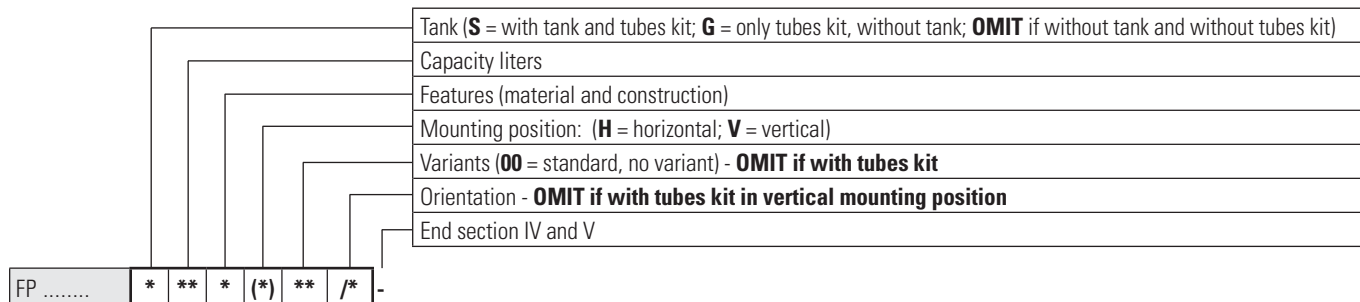 Tank (S = with tank and tubes kit; G = only tubes kit, without tank; OMIT if without tank and without tubes kit)
Capacity liters
Features (material and construction)
Mounting position:  (H = horizontal; V = vertical)
Variants (00 = standard, no variant) - OMIT if with tubes kit
Orientation - OMIT if with tubes kit in vertical mounting position
End section IV and V
FP ........ * ** * (*) ** /* -